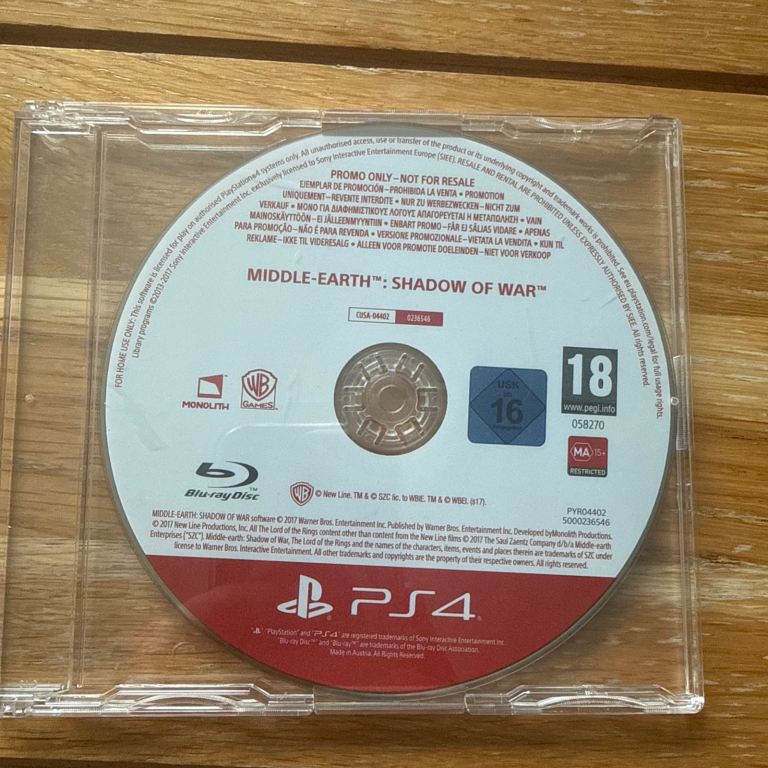 FOR HOME USE ONLY: This software is licensed for play on authorised PlayStation®4 systems only. All unauthorised access, use or transfer of the product or its underlying copyright and trademark works is prohibited. See eu.playstation.com/legal for full usage rights.
Library programs ©2013-2017 Sony Interactive Entertainment Inc. exclusively licensed to Sony Interactive Entertainment Europe (SIEE). RESALE AND RENTAL ARE PROHIBITED UNLESS EXPRESSLY AUTHORISED BY SIEE. All rights reserved.
PROMO ONLY – NOT FOR RESALE
EJEMPLAR DE PROMOCIÓN – PROHIBIDA LA VENTA • PROMOTION
UNIQUEMENT – REVENTE INTERDITE • NUR ZU WERBEZWECKEN – NICHT ZUM
VERKAUF • ΜΟΝΟ ΓΙΑ ΔΙΑΦΗΜΙΣΤΙΚΟΥΣ ΛΟΓΟΥΣ ΑΠΑΓΟΡΕΥΕΤΑΙ Η ΜΕΤΑΠΩΛΗΣΗ • VAIN
MAINOSKÄYTTÖÖN – EI JÄLLEENMYYNTIIN • ENBART PROMO – FÅR EJ SÄLJAS VIDARE • APENAS
PARA PROMOÇÃO – NÃO É PARA REVENDA • VERSIONE PROMOZIONALE – VIETATA LA VENDITA • KUN TIL
REKLAME – IKKE TIL VIDERESALG • ALLEEN VOOR PROMOTIE DOELEINDEN – NIET VOOR VERKOOP
MIDDLE-EARTH™: SHADOW OF WAR™
CUSA-04402 0236546
MONOLITH
WB
GAMES
USK
ab
16
18
www.pegi.info
058270
MA 15+
RESTRICTED
Blu-ray Disc™
WB © New Line. TM & © SZC lic. to WBIE. TM & © WBEI. (s17).
PYR04402
5000236546
MIDDLE-EARTH: SHADOW OF WAR software © 2017 Warner Bros. Entertainment Inc. Published by Warner Bros. Entertainment Inc. Developed by Monolith Productions.
© 2017 New Line Productions, Inc. All The Lord of the Rings content other than content from the New Line films © 2017 The Saul Zaentz Company d/b/a Middle-earth
Enterprises ("SZC"). Middle-earth: Shadow of War, The Lord of the Rings and the names of the characters, items, events and places therein are trademarks of SZC under
license to Warner Bros. Interactive Entertainment. All other trademarks and copyrights are the property of their respective owners. All rights reserved.
PS4
" ", "PlayStation" and "PS4" are registered trademarks of Sony Interactive Entertainment Inc.
"Blu-ray Disc™" and "Blu-ray™" are trademarks of the Blu-ray Disc Association.
Made in Austria. All Rights Reserved.